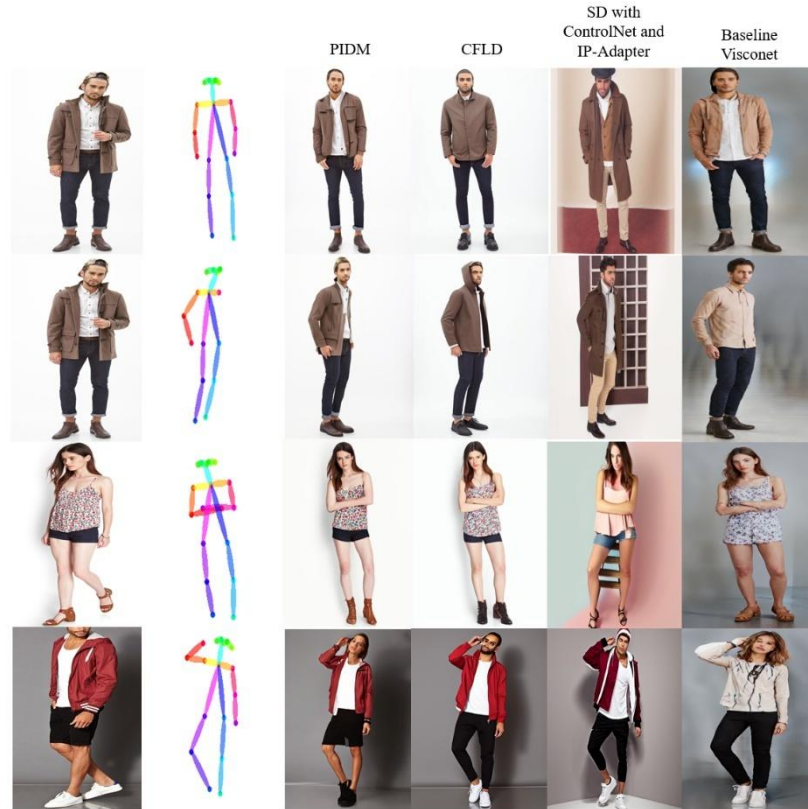 PIDM
CFLD
SD with
ControlNet and
IP-Adapter
Baseline
Visconet